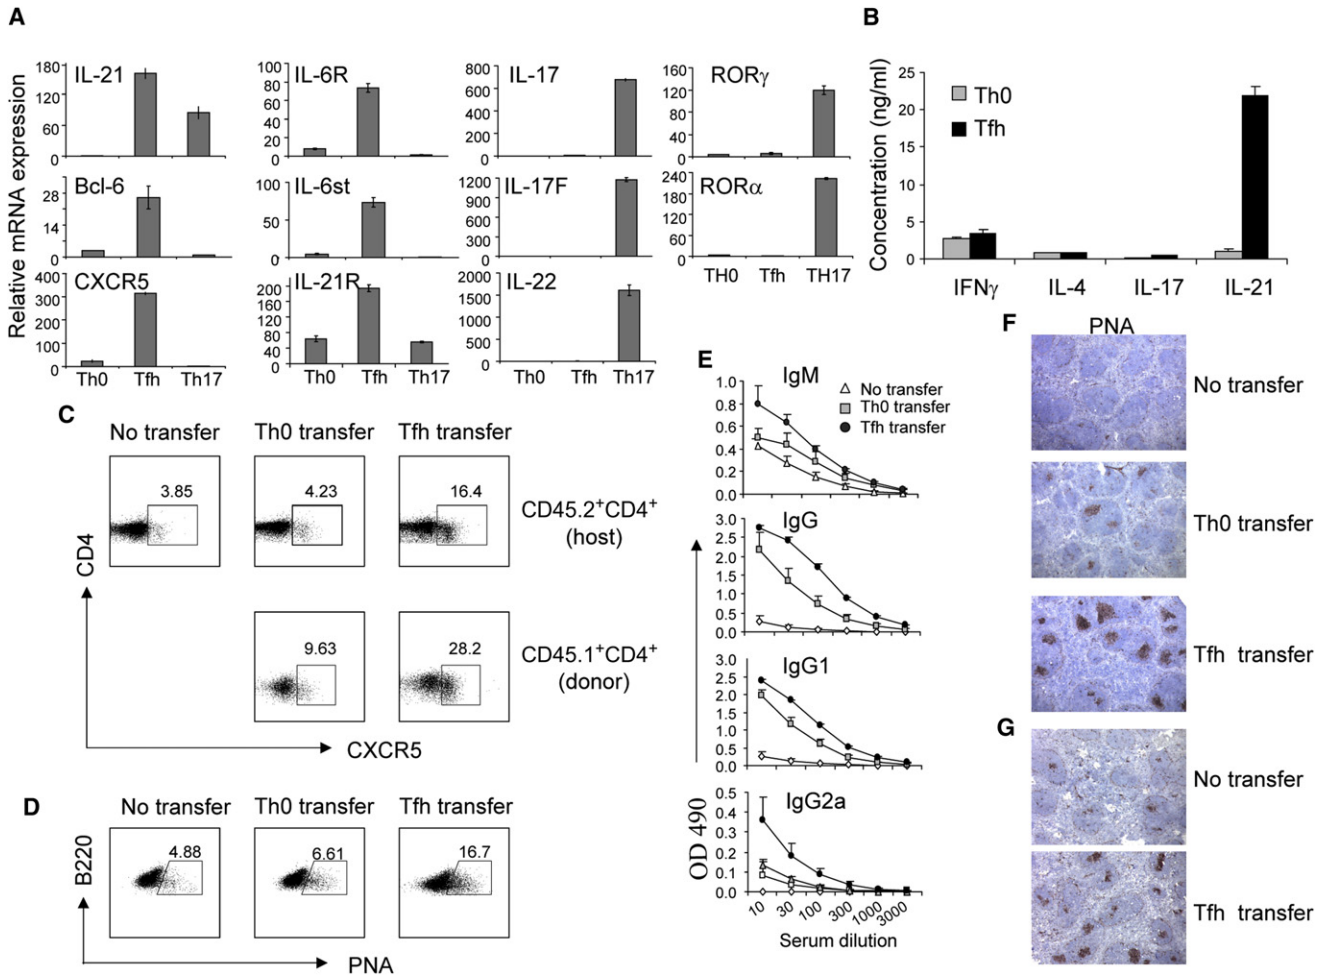 A
Relative mRNA expression
IL-21
180
120
60
0
Bcl-6
28
14
0
CXCR5
400
300
200
100
0
Th0 Tfh Th17
IL-6R
100
80
60
40
20
0
IL-6st
100
50
0
IL-21R
200
160
120
80
40
0
Th0 Tfh Th17
IL-17
800
600
400
200
0
IL-17F
1200
900
600
300
0
IL-22
2000
1500
1000
500
0
Th0 Tfh Th17
RORγ
160
120
80
40
0
RORα
240
180
120
60
0
TH0 Tfh TH17
B
Concentration (ng/ml)
25
20
15
10
5
0
Th0
Tfh
IFNγ IL-4 IL-17 IL-21
C
No transfer Th0 transfer Tfh transfer
3.85 4.23 16.4
CD45.2+CD4+
(host)
9.63 28.2
CD45.1+CD4+
(donor)
CD4
CXCR5
D
No transfer Th0 transfer Tfh transfer
4.88 6.61 16.7
B220
PNA
E
IgM
No transfer
Th0 transfer
Tfh transfer
1.0
0.8
0.6
0.4
0.2
0.0
IgG
3.0
2.5
2.0
1.5
1.0
0.5
0.0
IgG1
3.0
2.5
2.0
1.5
1.0
0.5
0.0
IgG2a
0.5
0.4
0.3
0.2
0.1
0.0
OD 490
10 30 100 300 1000 3000
Serum dilution
F
PNA
No transfer
Th0 transfer
Tfh transfer
G
No transfer
Tfh transfer